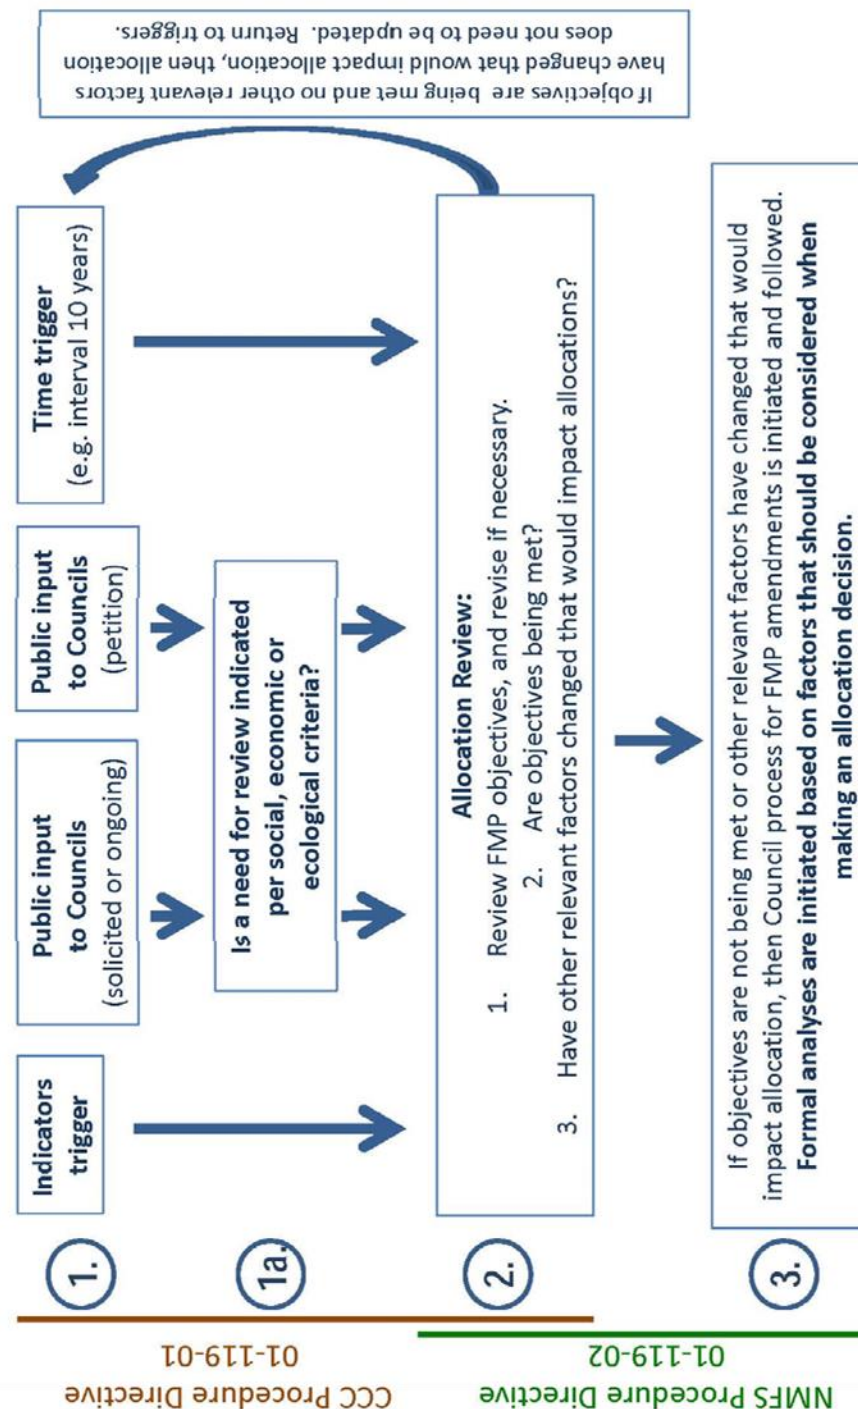 CCC Procedure Directive
01-119-01
NMFS Procedure Directive
01-119-02
1.
Indicators
trigger
Public input
to Councils
(solicited or ongoing)
Public input
to Councils
(petition)
Time trigger
(e.g. interval 10 years)
1a.
Is a need for review indicated
per social, economic or
ecological criteria?
2.
Allocation Review:
1. Review FMP objectives, and revise if necessary.
2. Are objectives being met?
3. Have other relevant factors changed that would impact allocations?
If objectives are being met and no other relevant factors
have changed that would impact allocation, then allocation
does not need to be updated. Return to triggers.
3.
If objectives are not being met or other relevant factors have changed that would
impact allocation, then Council process for FMP amendments is initiated and followed.
Formal analyses are initiated based on factors that should be considered when
making an allocation decision.